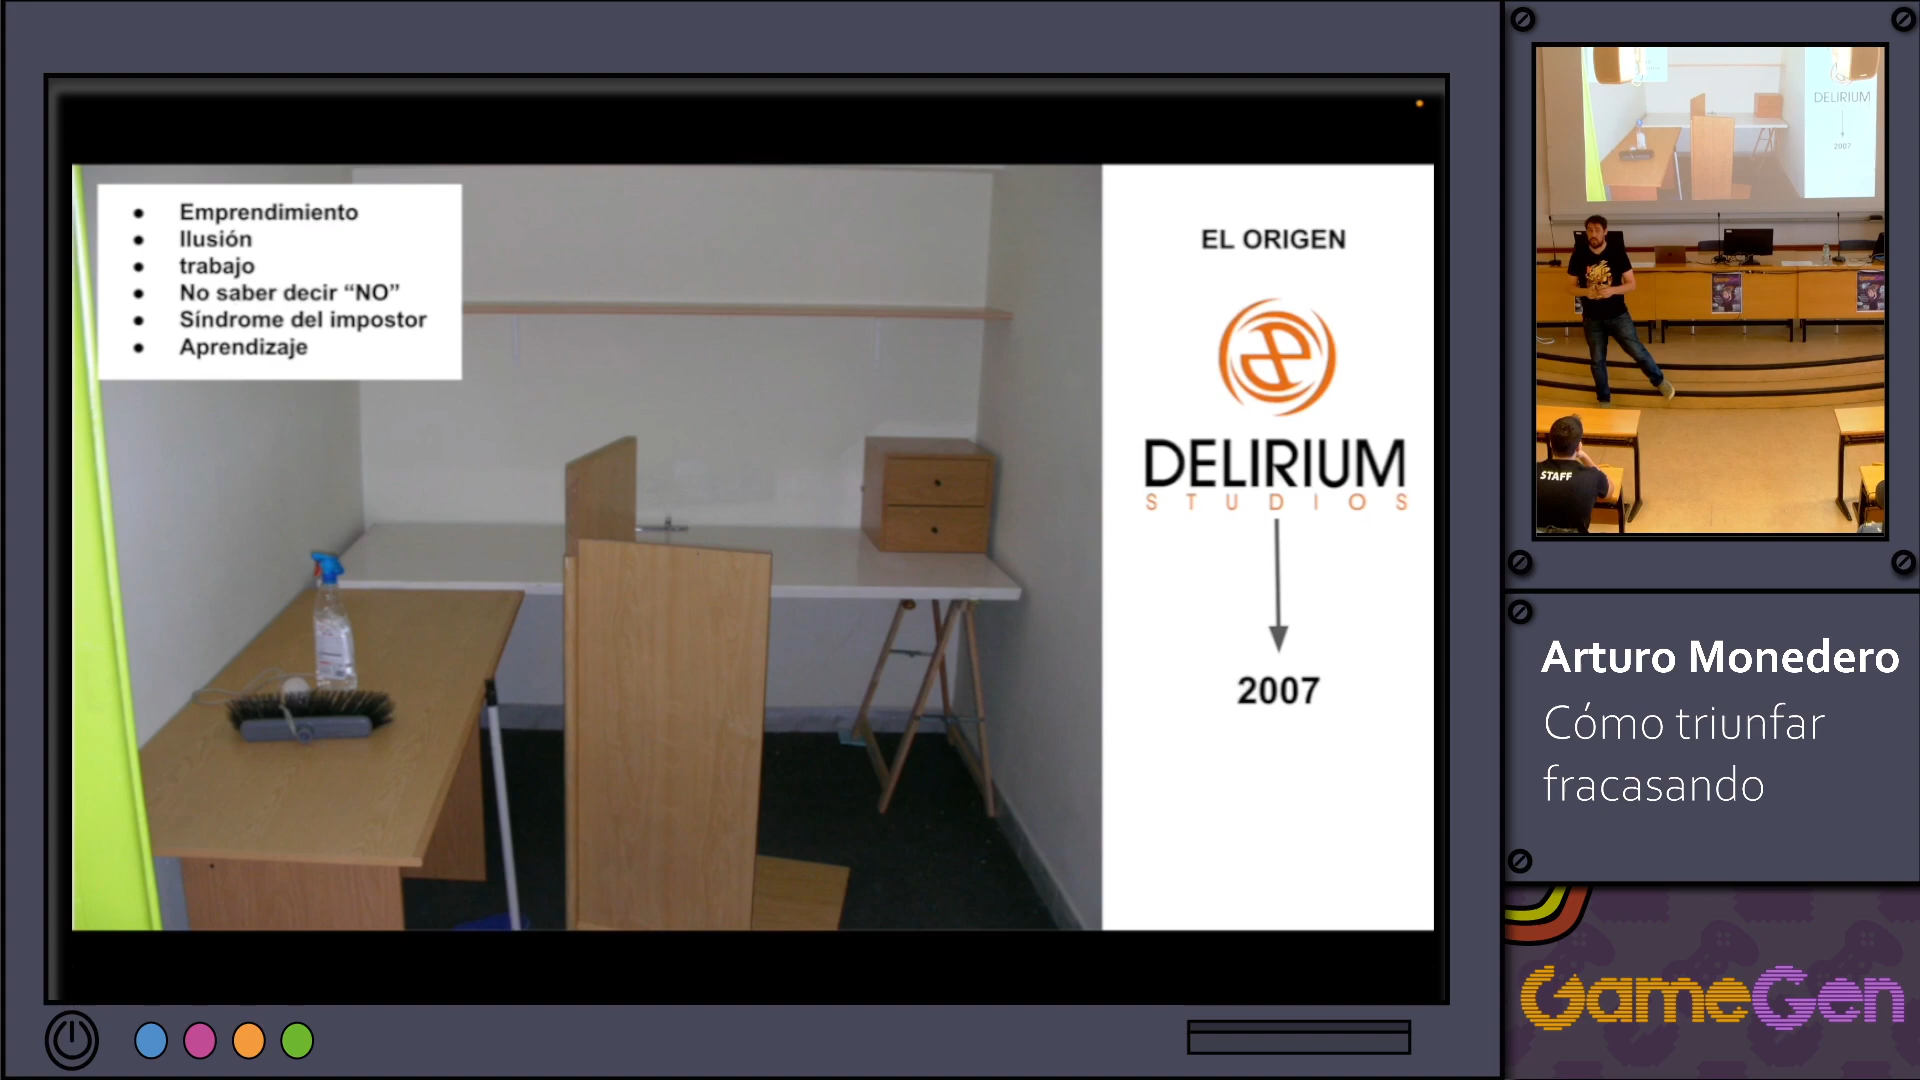 Emprendimiento
Ilusión
trabajo
No saber decir “NO”
Síndrome del impostor
Aprendizaje
EL ORIGEN
DELIRIUM
STUDIOS
2007
DELIRIUM
2007
STAFF
Arturo Monedero
Cómo triunfar
fracasando
GameGen